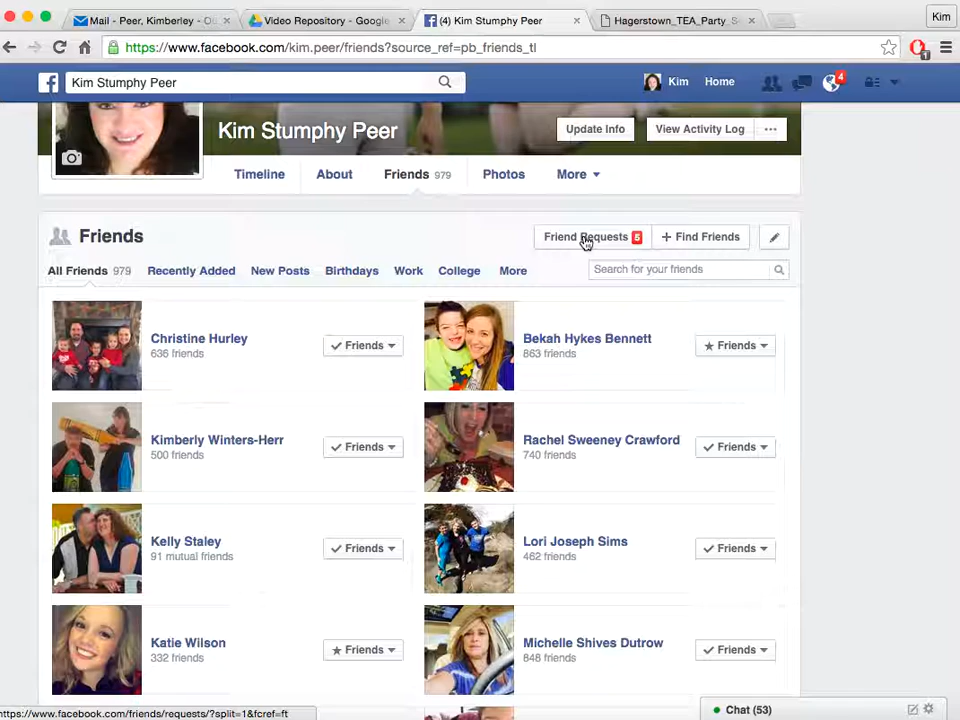 Mail - Peer, Kimberley - Ou
Video Repository - Google
(4) Kim Stumphy Peer
Hagerstown_TEA_Party_S
Kim
https://www.facebook.com/kim.peer/friends?source_ref=pb_friends_tl
1
Kim Stumphy Peer
Kim
Home
4
Kim Stumphy Peer
Update Info
View Activity Log
Timeline
About
Friends 979
Photos
More
Friends
Friend Requests 5
+ Find Friends
All Friends 979
Recently Added
New Posts
Birthdays
Work
College
More
Search for your friends
Christine Hurley
636 friends
Friends
Bekah Hykes Bennett
863 friends
Friends
Kimberly Winters-Herr
500 friends
Friends
Rachel Sweeney Crawford
740 friends
Friends
Kelly Staley
91 mutual friends
Friends
Lori Joseph Sims
462 friends
Friends
Katie Wilson
332 friends
Friends
Michelle Shives Dutrow
848 friends
Friends
https://www.facebook.com/friends/requests/?split=1&fcref=ft
Chat (53)